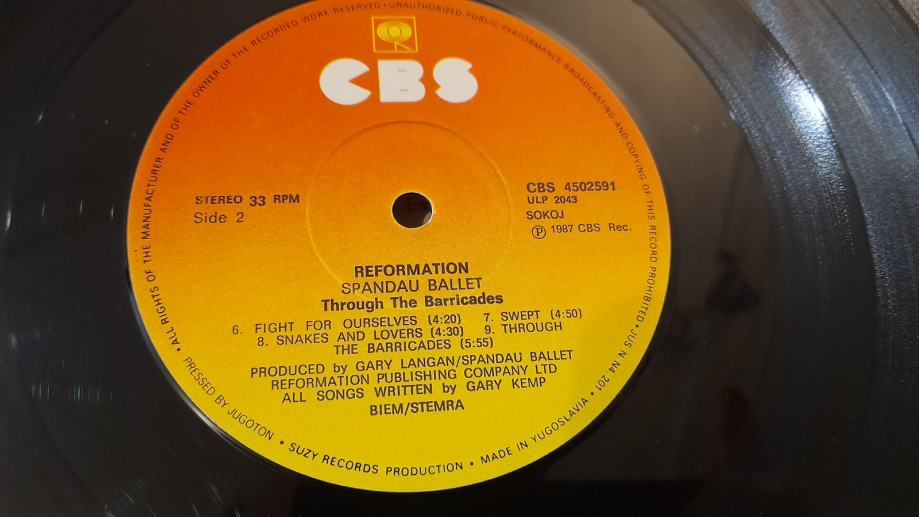 • ALL RIGHTS OF THE MANUFACTURER AND OF THE OWNER OF THE RECORDED WORK RESERVED • UNAUTHORIZED PUBLIC PERFORMANCE BROADCASTING AND COPYING OF THIS RECORD PROHIBITED • JUS N N4 201 •
CBS
STEREO 33 RPM
Side 2
CBS 4502591
ULP 2043
SOKOJ
Ⓟ 1987 CBS Rec.
REFORMATION
SPANDAU BALLET
Through The Barricades
6. FIGHT FOR OURSELVES (4:20) 7. SWEPT (4:50)
8. SNAKES AND LOVERS (4:30) 9. THROUGH
THE BARRICADES (5:55)
PRODUCED by GARY LANGAN/SPANDAU BALLET
REFORMATION PUBLISHING COMPANY LTD
ALL SONGS WRITTEN by GARY KEMP
BIEM/STEMRA
PRESSED BY JUGOTON • SUZY RECORDS PRODUCTION • MADE IN YUGOSLAVIA